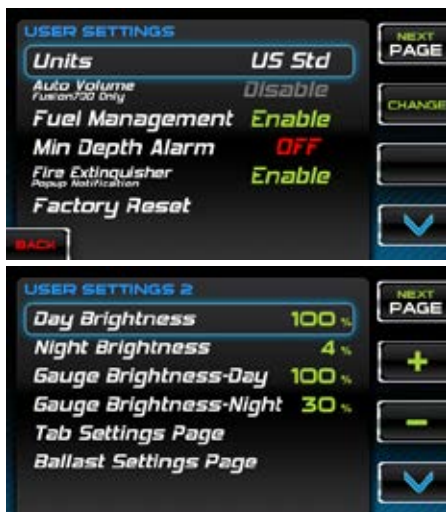 USER SETTINGS
NEXT PAGE
Units US Std
Auto Volume Disable
Fusion700 Only
CHANGE
Fuel Management Enable
Min Depth Alarm OFF
Fire Extinguisher Enable
Popup Notification
Factory Reset
BACK
USER SETTINGS 2
NEXT PAGE
Day Brightness 100 %
Night Brightness 4 %
+
Gauge Brightness-Day 100 %
Gauge Brightness-Night 30 %
-
Tab Settings Page
Ballast Settings Page